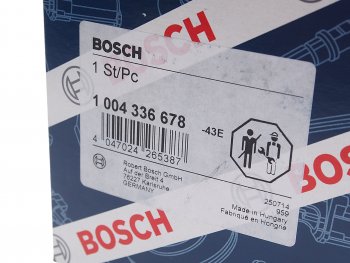 BOSCH
1 St/Pc
1 004 336 678
-43E
4 047024 265387
Robert Bosch GmbH
Auf der Breit 4
76227 Karlsruhe
GERMANY
250714
959
Made in Hungary
Fabriqué en Hongrie
BOSCH
BOSCH